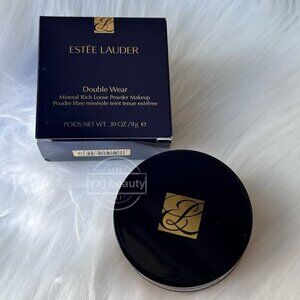 ESTĒE LAUDER
Double Wear
Mineral Rich Loose Powder Makeup
Poudre libre minérale teint tenue extrême
POIDS NET WT. .39 OZ./11g ℮
YXJ beauty